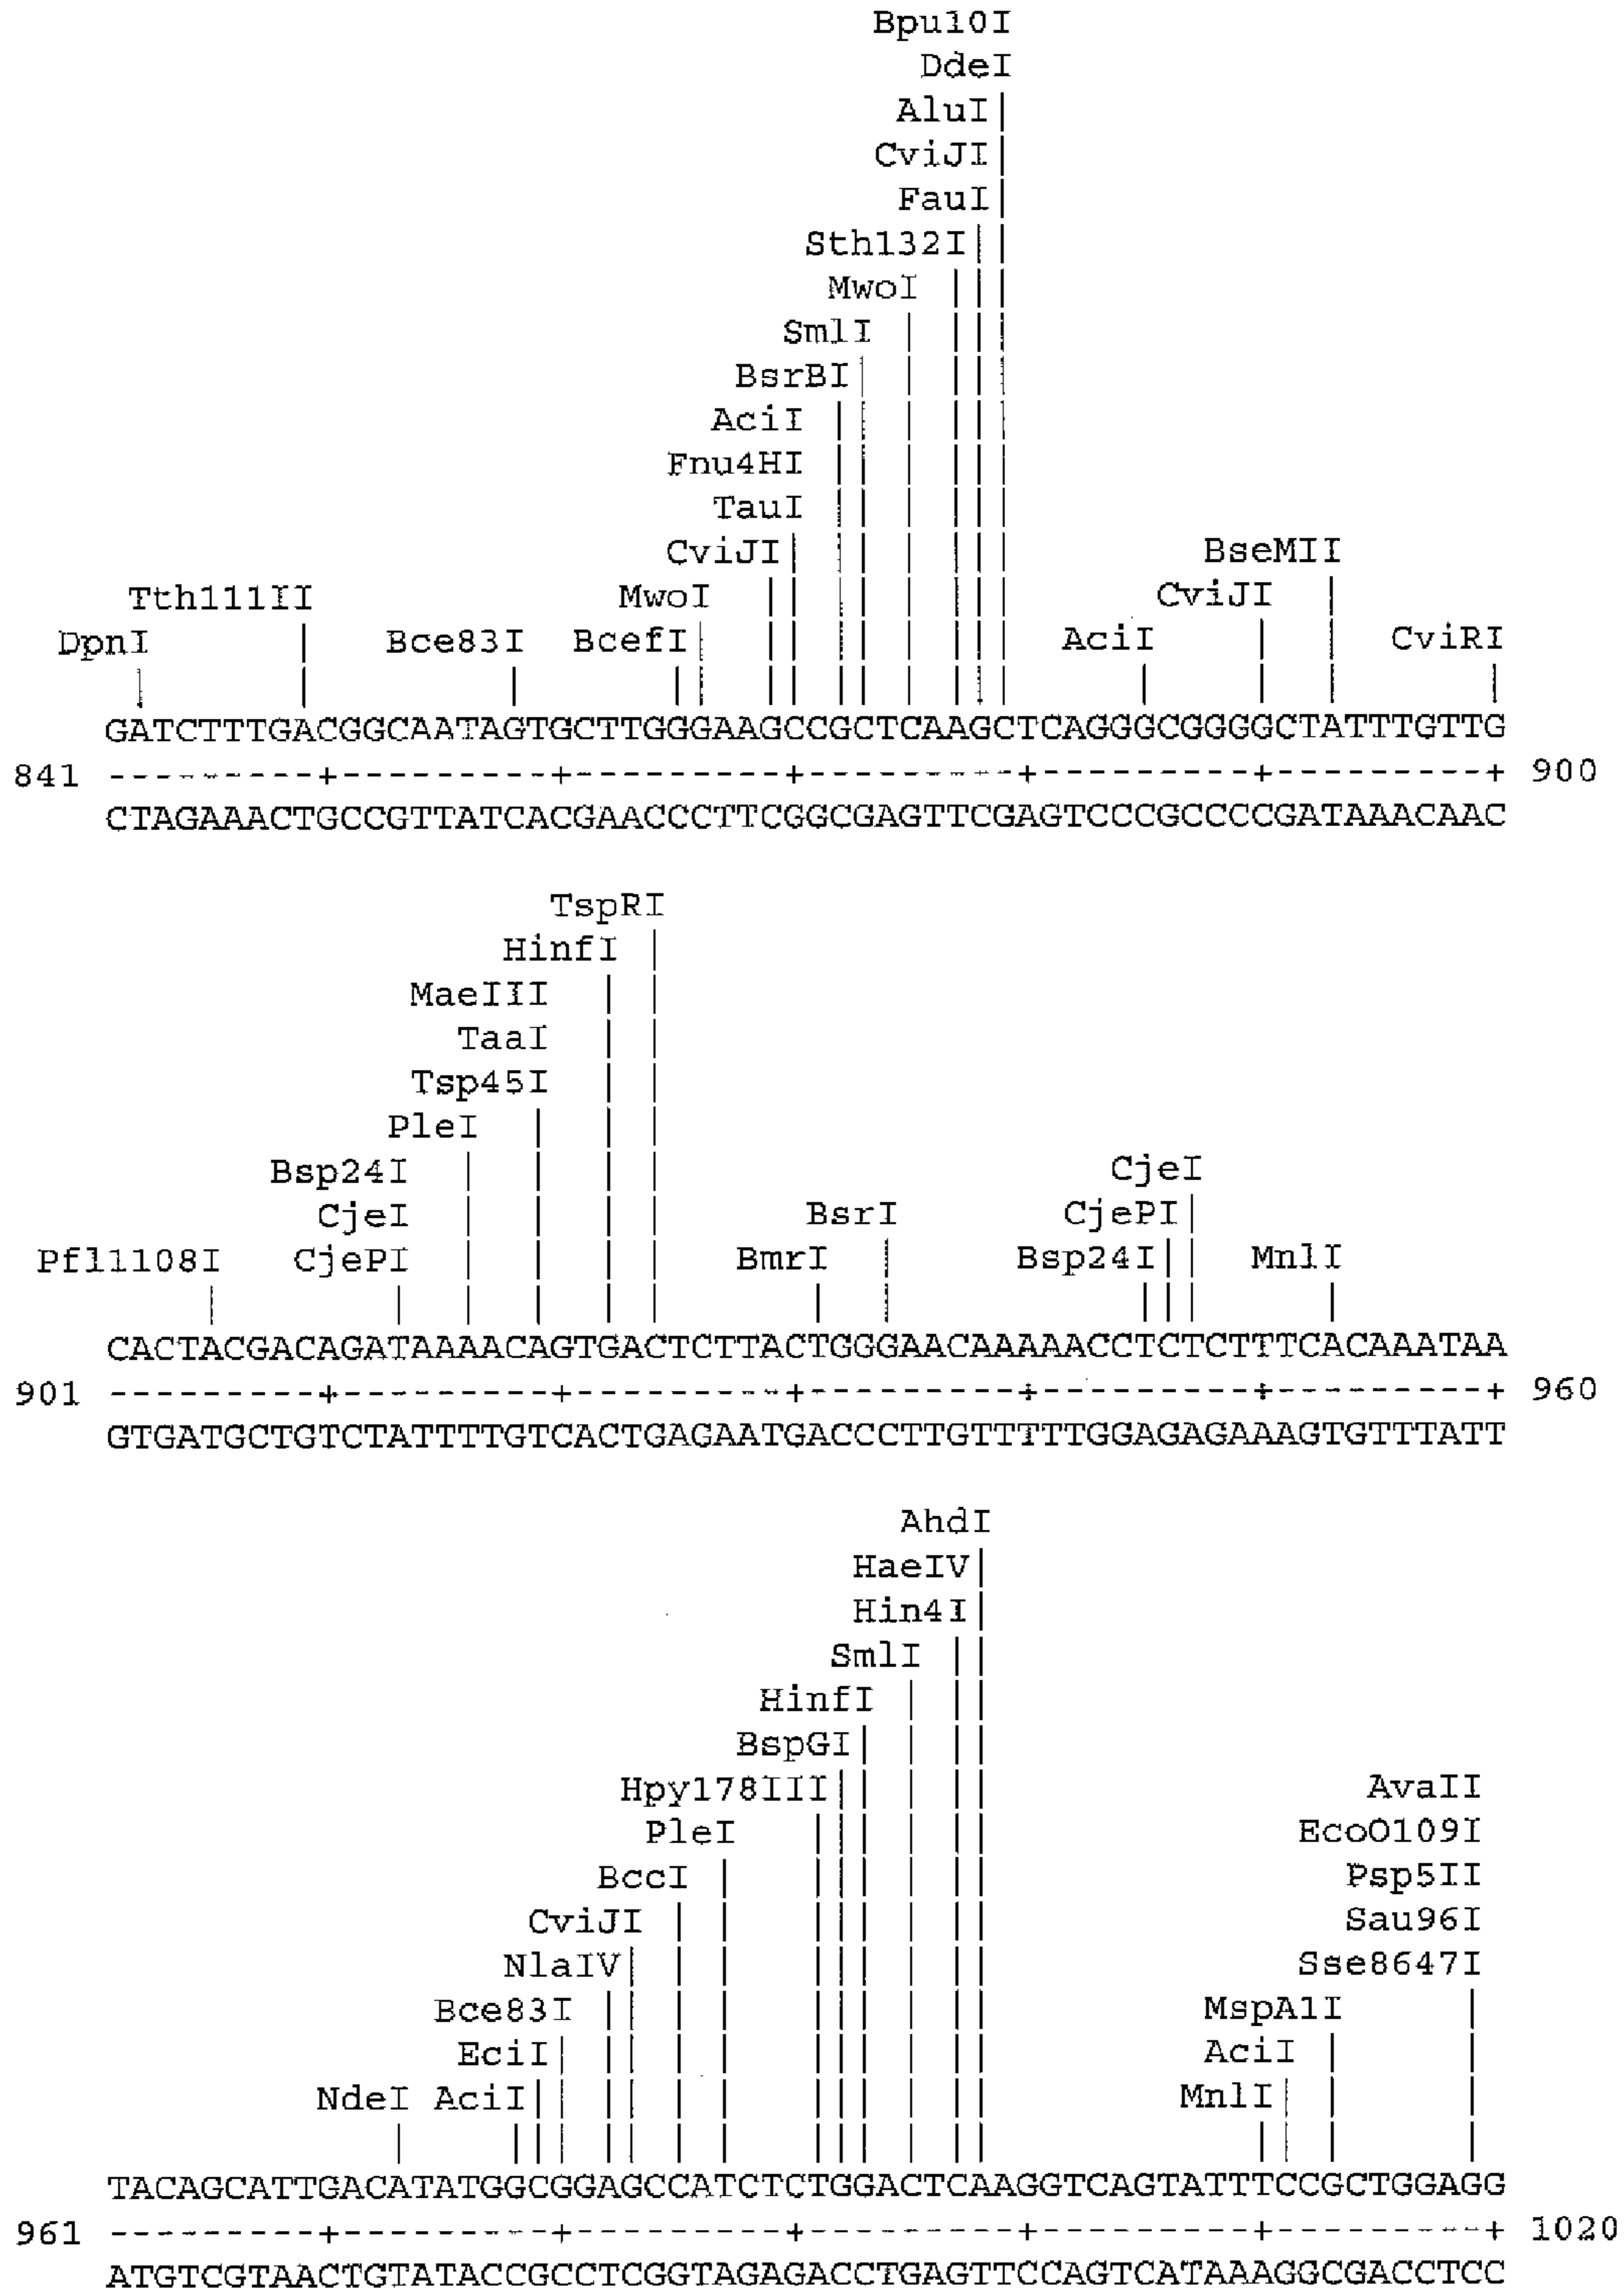 Bpu10I
DdeI
AluI
CviJI
FauI
Sth132I
MwoI
SmlI
BsrBI
AciI
Fnu4HI
TauI
CviJI BseMII
Tth111II MwoI CviJI
DpnI Bce83I BcefI AciI CviRI
GATCTTTGACGGCAATAGTGCTTGGGAAGCCGCTCAAGCTCAGGGCGGGGCTATTTGTTG
841 ---------+---------+---------+---------+---------+---------+ 900
CTAGAAACTGCCGTTATCACGAACCCTTCGGCGAGTTCGAGTCCCGCCCCGATAAACAAC
TspRI
HinfI
MaeIII
TaaI
Tsp45I
PleI
Bsp24I CjeI
CjeI BsrI CjePI
Pfl1108I CjePI BmrI Bsp24I MnlI
CACTACGACAGATAAAACAGTGACTCTTACTGGGAACAAAAACCTCTCTTTCACAAATAA
901 ---------+---------+---------+---------+---------+---------+ 960
GTGATGCTGTCTATTTTGTCACTGAGAATGACCCTTGTTTTTGGAGAGAAAGTGTTTATT
AhdI
HaeIV
Hin4I
SmlI
HinfI
BspGI
Hpy178III AvaII
PleI EcoO109I
BccI Psp5II
CviJI Sau96I
NlaIV Sse8647I
Bce83I MspA1I
EciI AciI
NdeI AciI MnlI
TACAGCATTGACATATGGCGGAGCCATCTCTGGACTCAAGGTCAGTATTTCCGCTGGAGG
961 ---------+---------+---------+---------+---------+---------+ 1020
ATGTCGTAACTGTATACCGCCTCGGTAGAGACCTGAGTTCCAGTCATAAAGGCGACCTCC